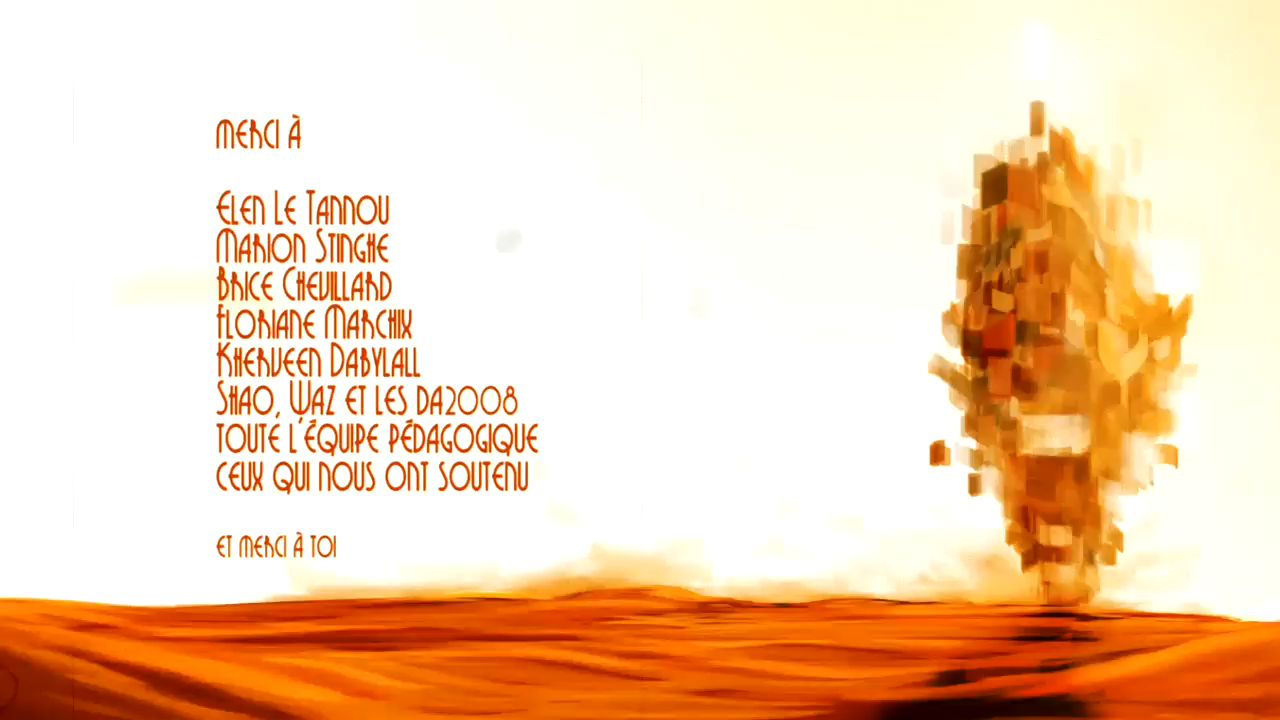 MERCI À
ELEN LE TANNOU
MARION STINGHE
BRICE CHEVILLARD
FLORIANE MARCHIX
KHERVEEN DABYLALL
SHAO, WAZ ET LES DA2008
TOUTE L'ÉQUIPE PÉDAGOGIQUE
CEUX QUI NOUS ONT SOUTENU
ET MERCI À TOI